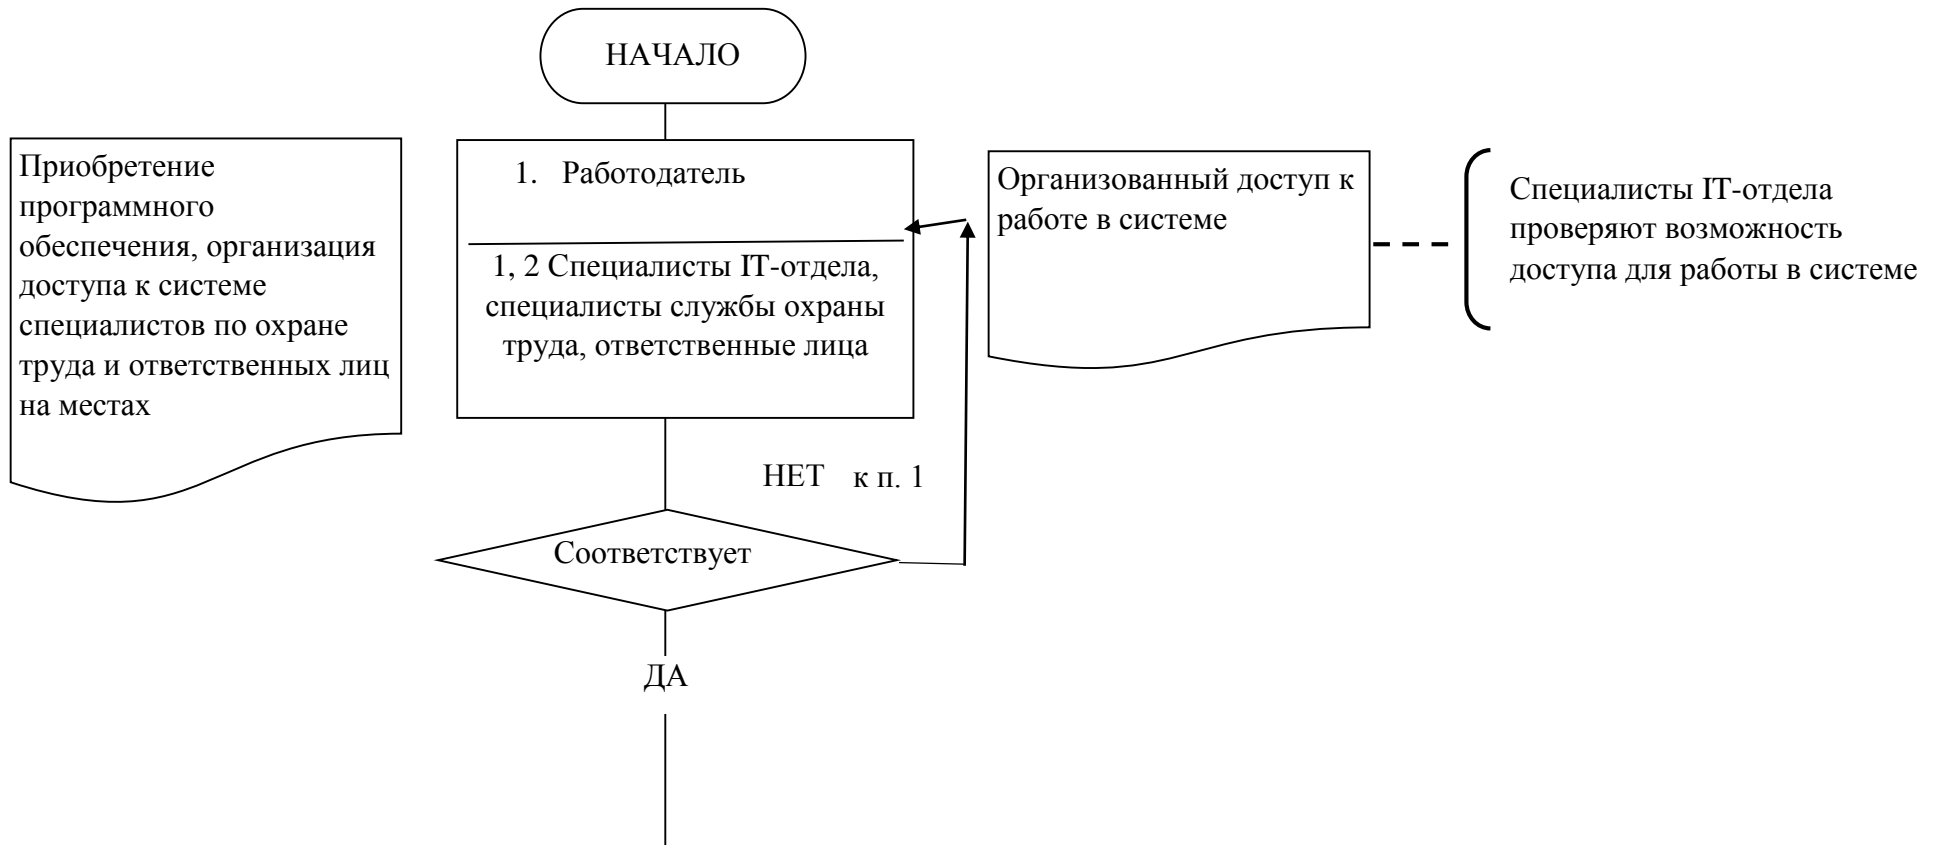 НАЧАЛО
Приобретение
программного
обеспечения, организация
доступа к системе
специалистов по охране
труда и ответственных лиц
на местах
1. Работодатель
1, 2 Специалисты IT-отдела,
специалисты службы охраны
труда, ответственные лица
Организованный доступ к
работе в системе
Специалисты IT-отдела
проверяют возможность
доступа для работы в системе
НЕТ к п. 1
Соответствует
ДА